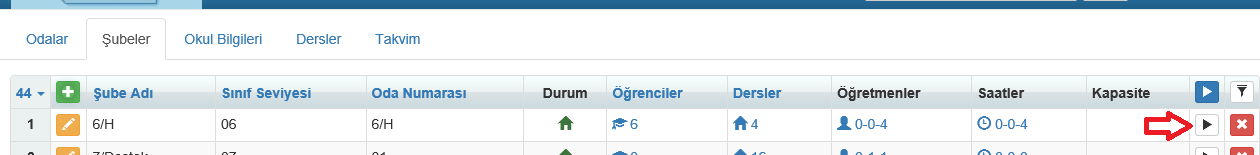 Odalar Şubeler Okul Bilgileri Dersler Takvim
44 Şube Adı Sınıf Seviyesi Oda Numarası Durum Öğrenciler Dersler Öğretmenler Saatler Kapasite
1 6/H 06 6/H 6 4 0-0-4 0-0-4